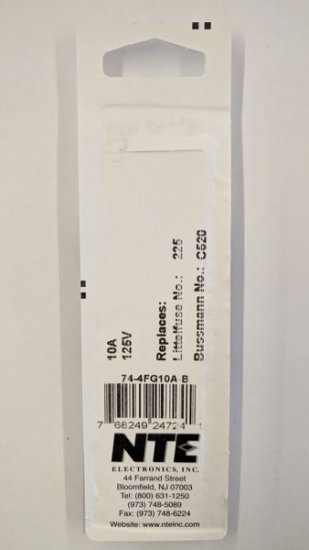 10A
125V
Replaces:
Littelfuse No.: 225
Bussmann No.: C520
74-4FG10A-B
7 66249 24724 1
NTE
ELECTRONICS, INC.
44 Farrand Street
Bloomfield, NJ 07003
Tel: (800) 631-1250
(973) 748-5089
Fax: (973) 748-6224
Website: www.nteinc.com